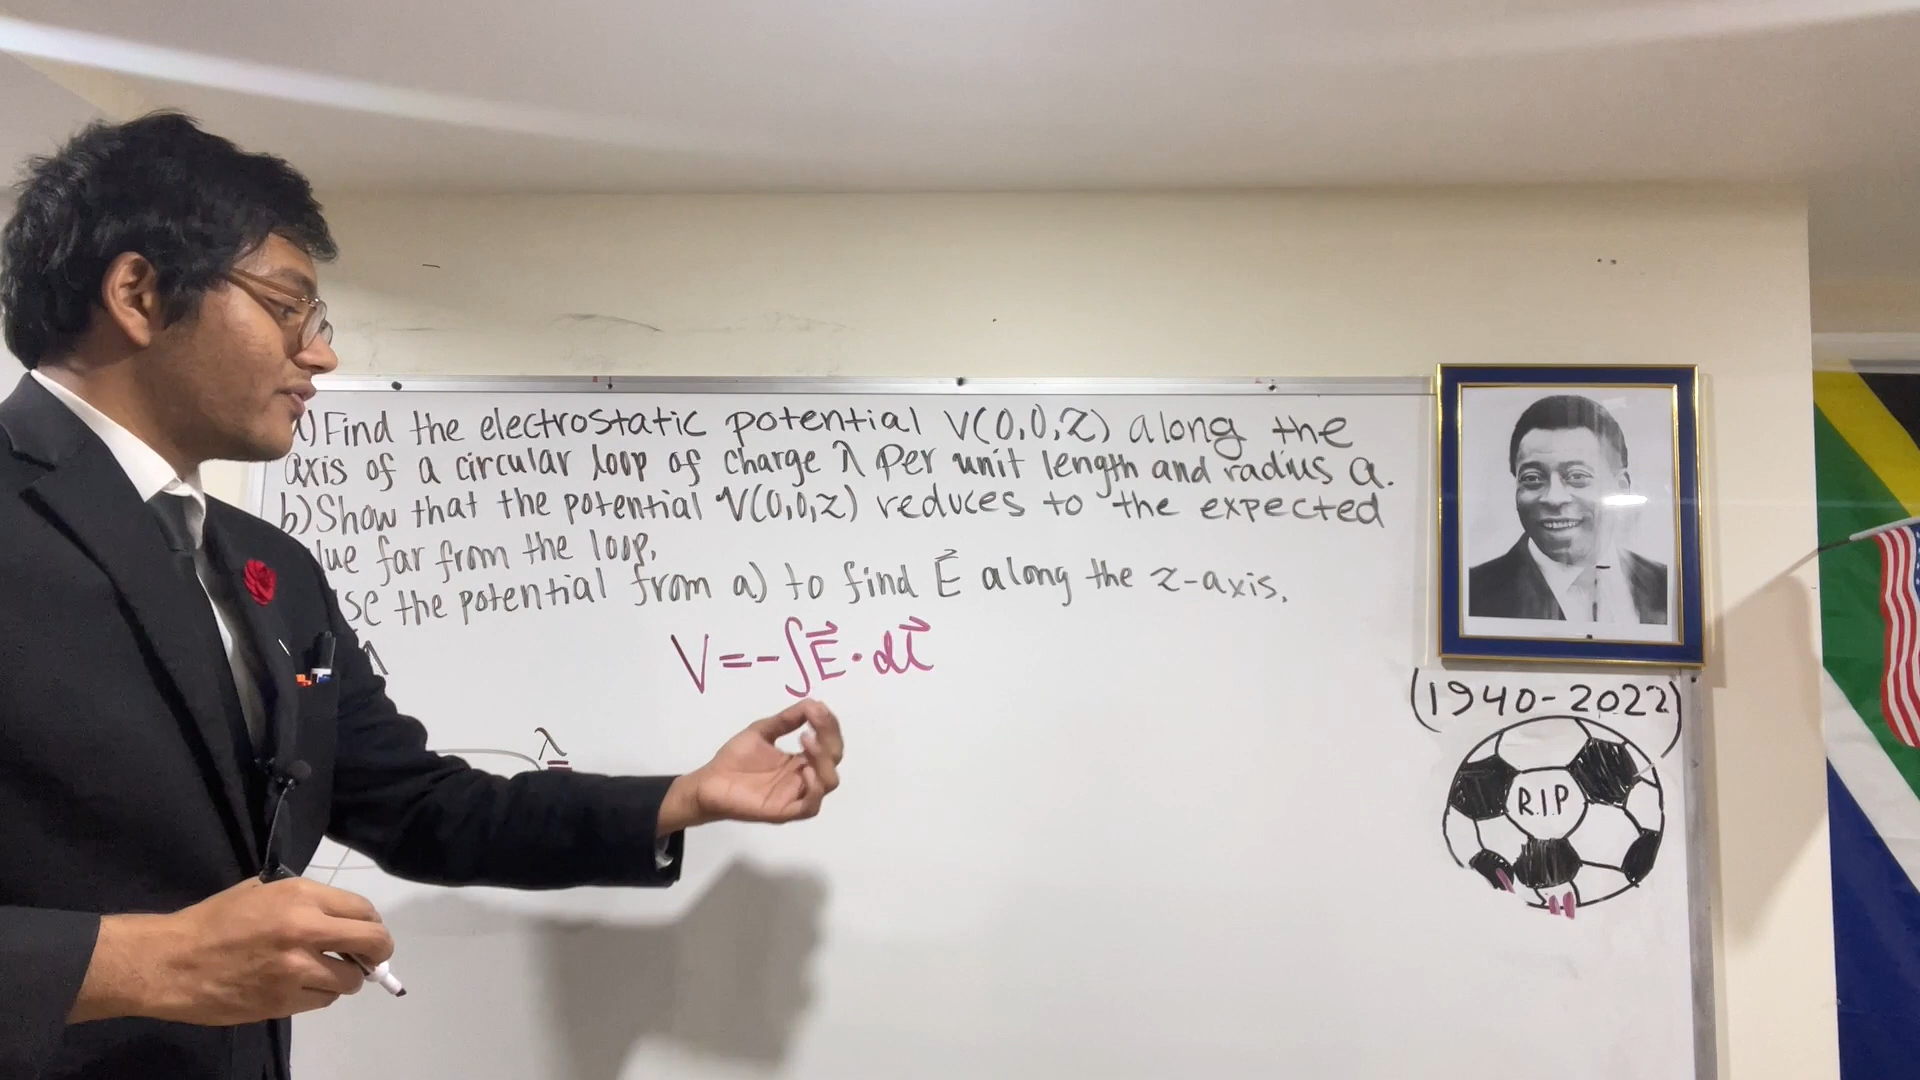 a) Find the electrostatic potential V(0,0,z) along the
axis of a circular loop of charge λ per unit length and radius a.
b) Show that the potential V(0,0,z) reduces to the expected
lue far from the loop.
se the potential from a) to find E⃗ along the z-axis.
V = -∫E⃗·dl⃗
λ
(1940-2022)
R.I.P